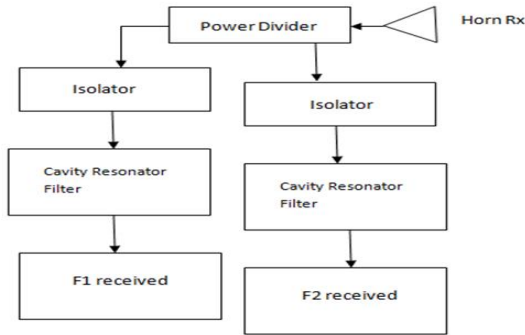 Power Divider
Horn Rx
Isolator
Isolator
Cavity Resonator
Filter
Cavity Resonator
Filter
F1 received
F2 received